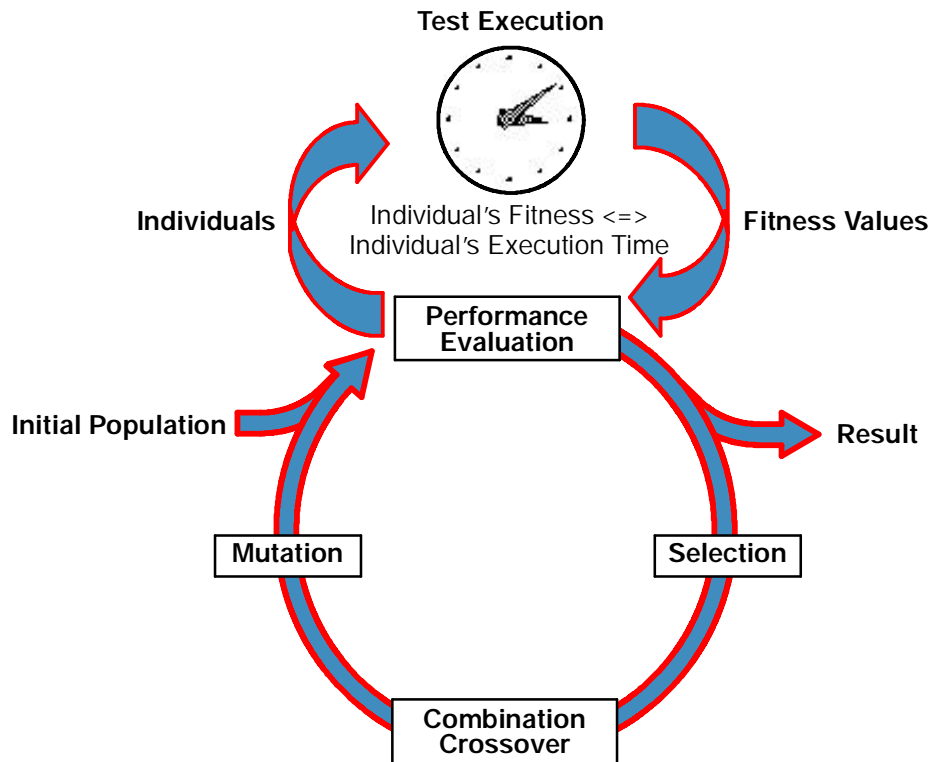 Test Execution
Individuals
Individual's Fitness <=>
Individual's Execution Time
Fitness Values
Performance
Evaluation
Initial Population
Result
Mutation
Selection
Combination
Crossover